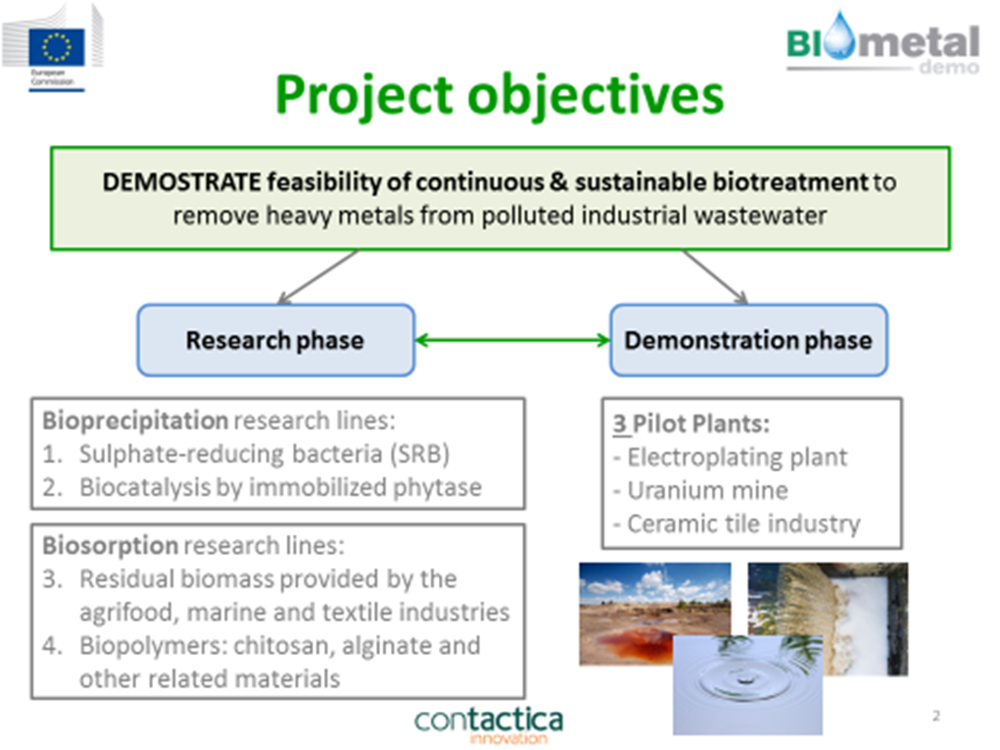 European
Commission
BIometal
demo
Project objectives
DEMOSTRATE feasibility of continuous & sustainable biotreatment to
remove heavy metals from polluted industrial wastewater
Research phase
Demonstration phase
Bioprecipitation research lines:
1. Sulphate-reducing bacteria (SRB)
2. Biocatalysis by immobilized phytase
Biosorption research lines:
3. Residual biomass provided by the
agrifood, marine and textile industries
4. Biopolymers: chitosan, alginate and
other related materials
3 Pilot Plants:
- Electroplating plant
- Uranium mine
- Ceramic tile industry
contactica
innovation
2